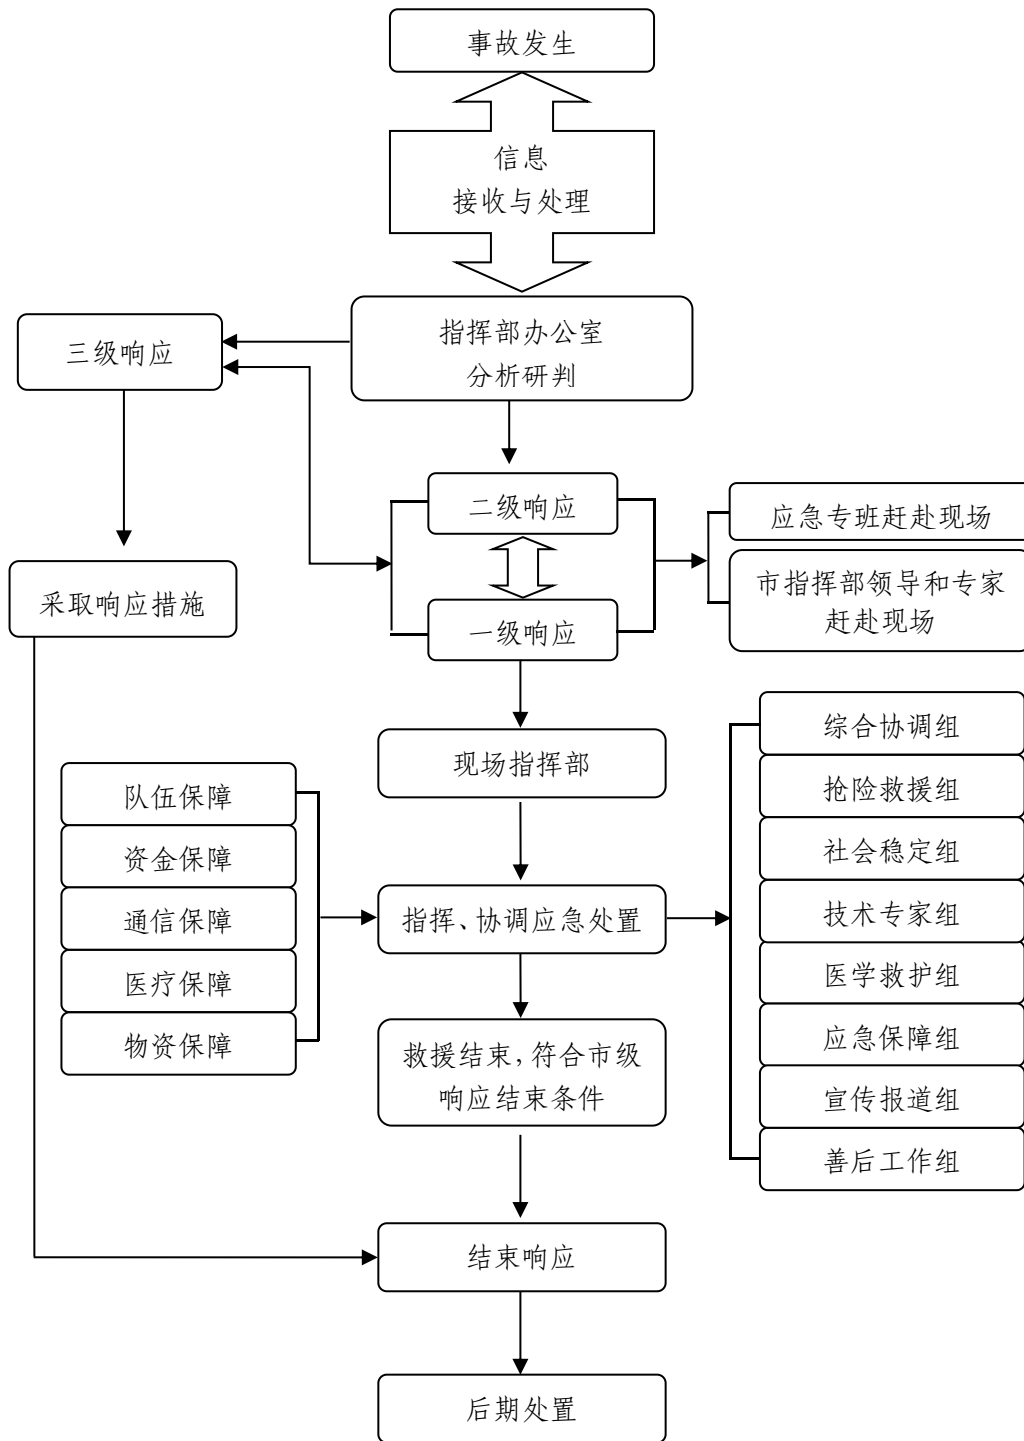 事故发生
信息
接收与处理
指挥部办公室
分析研判
三级响应
二级响应
应急专班赶赴现场
采取响应措施
市指挥部领导和专家
赶赴现场
一级响应
现场指挥部
综合协调组
抢险救援组
社会稳定组
技术专家组
医学救护组
应急保障组
宣传报道组
善后工作组
队伍保障
资金保障
通信保障
医疗保障
物资保障
指挥、协调应急处置
救援结束，符合市级
响应结束条件
结束响应
后期处置